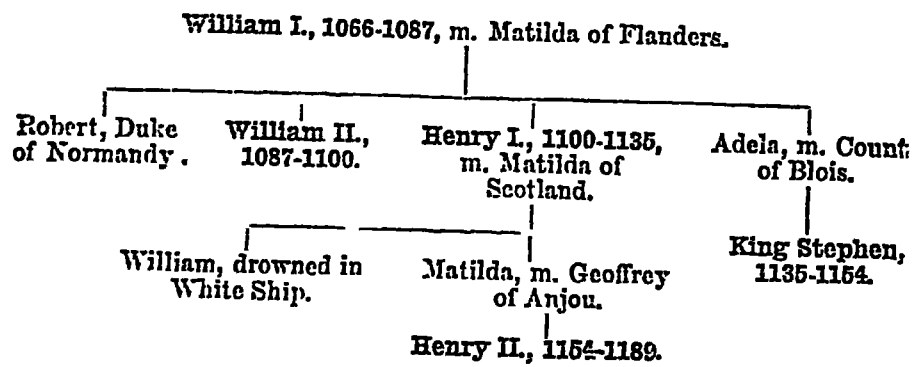 William I., 1066-1087, m. Matilda of Flanders.
Robert, Duke
of Normandy.
William II.,
1087-1100.
Henry I., 1100-1135,
m. Matilda of
Scotland.
Adela, m. Count
of Blois.
William, drowned in
White Ship.
Matilda, m. Geoffrey
of Anjou.
King Stephen,
1135-1154.
Henry II., 1154-1189.